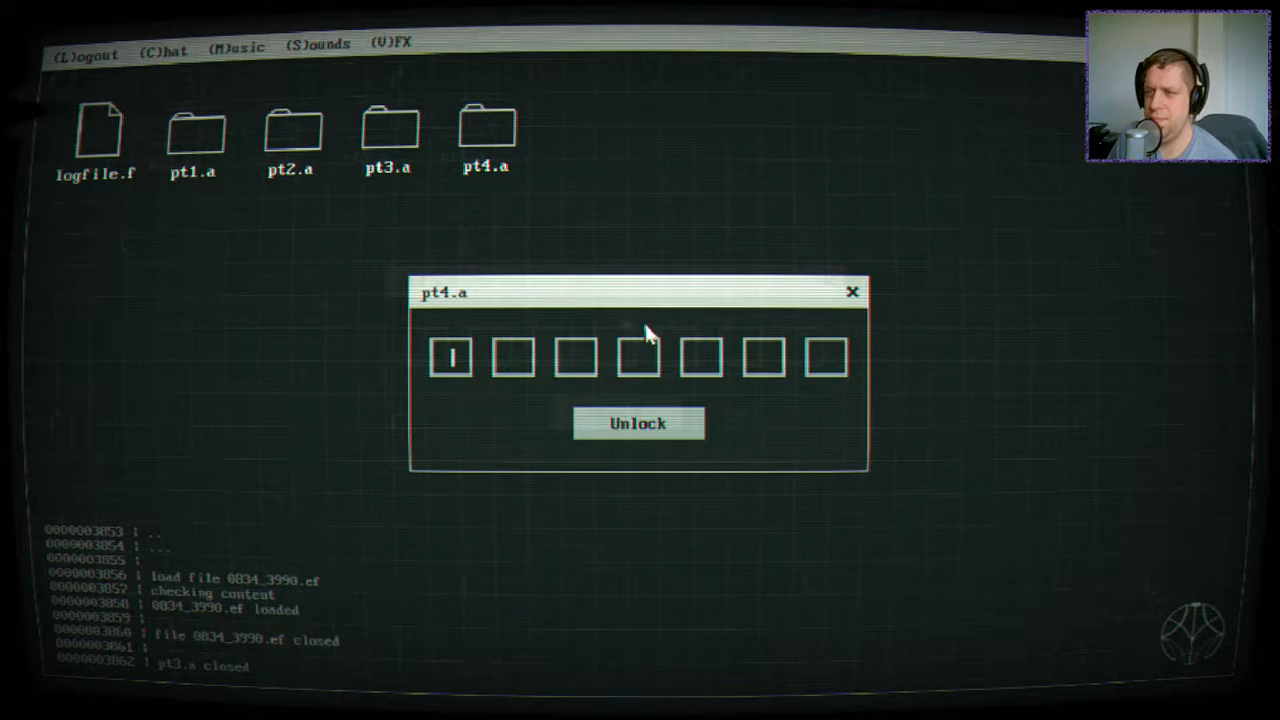 (L)ogout (C)hat (M)usic (S)ounds (V)FX
logfile.f pt1.a pt2.a pt3.a pt4.a
pt4.a ×
Unlock
0000003853 | ..
0000003854 | ...
0000003855 |
0000003856 | load file 0834_3990.ef
0000003857 | checking content
0000003858 | 0834_3990.ef loaded
0000003859 |
0000003860 | file 0834_3990.ef closed
0000003861 |
0000003862 | pt3.a closed